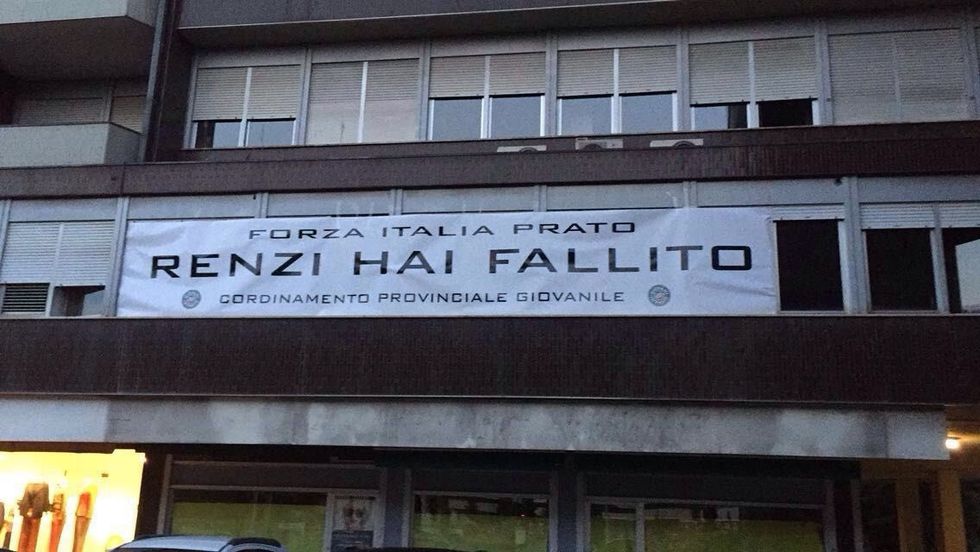 FORZA ITALIA PRATO
RENZI HAI FALLITO
CORDINAMENTO PROVINCIALE GIOVANILE